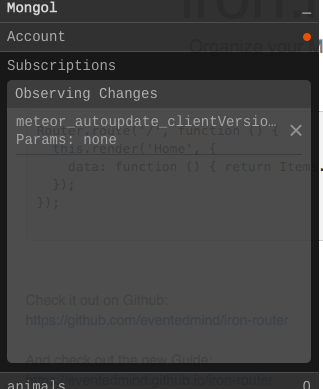 Mongol _
iron.
Account
Organize your M
Subscriptions
Observing Changes
meteor_autoupdate_clientVersio…
Params: none
Router.route('/', function () {
this.render('Home', {
data: function () { return Items.
});
});
Check it out on Github:
https://github.com/eventedmind/iron-router
And check out the new Guide:
animals 0